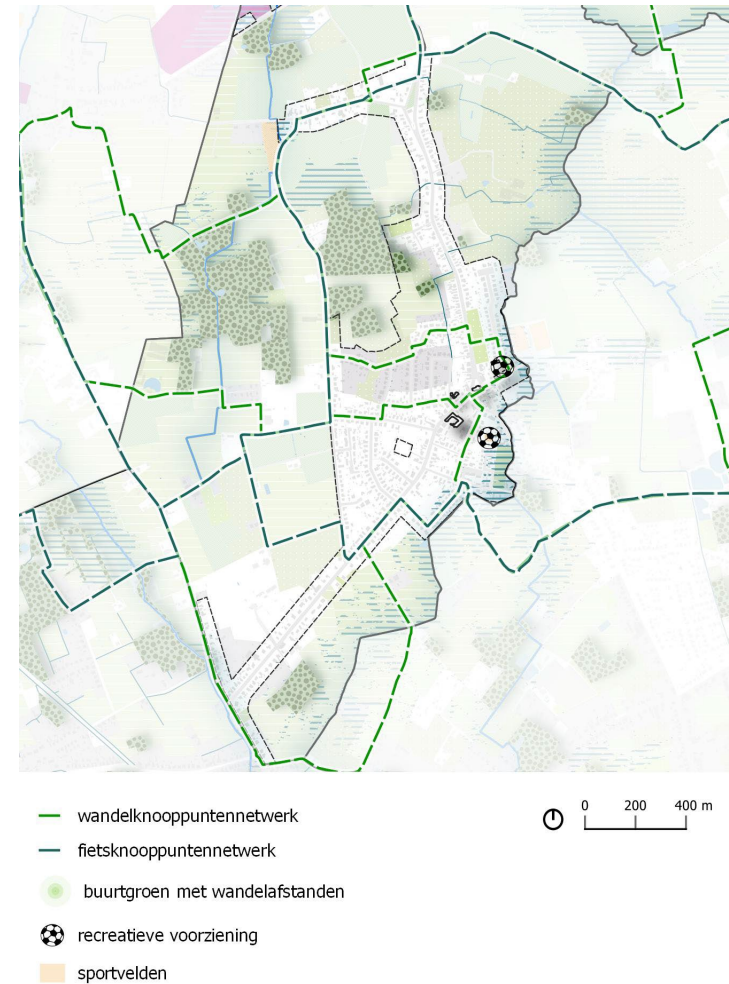 wandelknooppuntennetwerk
0 200 400 m
fietsknooppuntennetwerk
buurtgroen met wandelafstanden
recreatieve voorziening
sportvelden